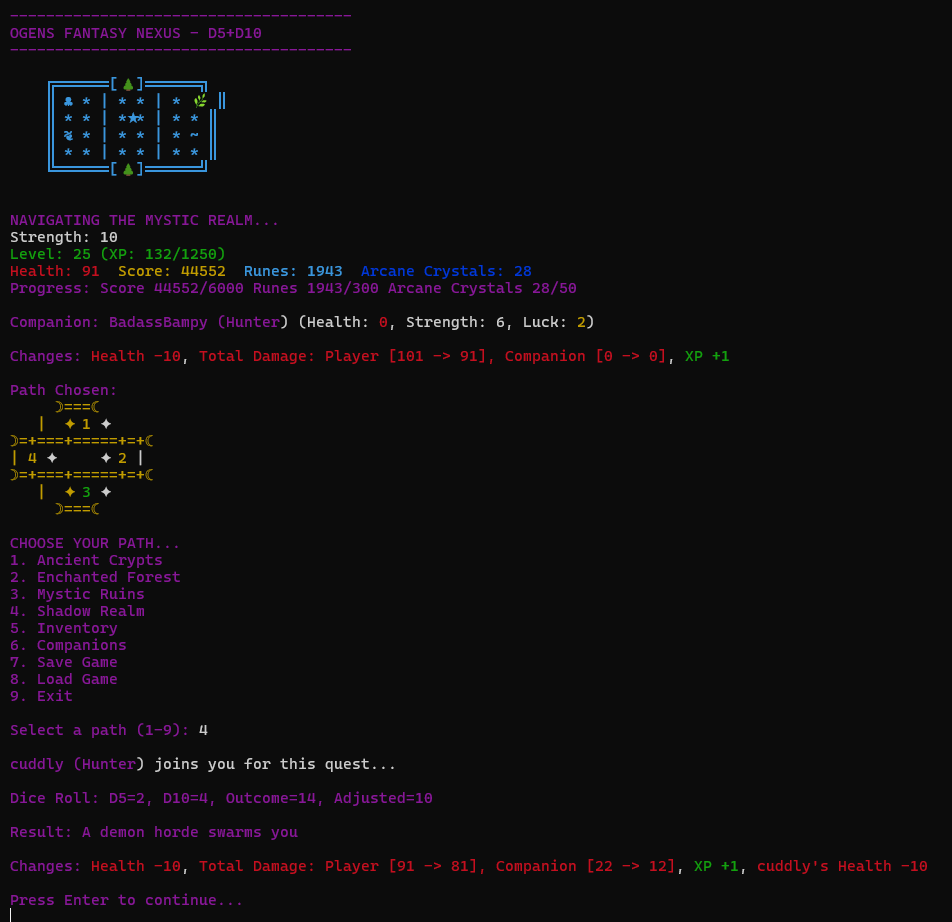 --------------------------------------
OGENS FANTASY NEXUS - D5+D10
--------------------------------------
╔══════[🌲]══════╗
║ ♣ * | * * | * 🌿 ║
║ * * | *★* | * * ║
║ ≈ * | * * | * ~ ║
║ * * | * * | * * ║
╚══════[🌲]══════╝
NAVIGATING THE MYSTIC REALM...
Strength: 10
Level: 25 (XP: 132/1250)
Health: 91  Score: 44552  Runes: 1943  Arcane Crystals: 28
Progress: Score 44552/6000 Runes 1943/300 Arcane Crystals 28/50
Companion: BadassBampy (Hunter) (Health: 0, Strength: 6, Luck: 2)
Changes: Health -10, Total Damage: Player [101 -> 91], Companion [0 -> 0], XP +1
Path Chosen:
☽===☾
|  ✦ 1 ✦
☽=+===+=====+=+☾
| 4 ✦     ✦ 2 |
☽=+===+=====+=+☾
|  ✦ 3 ✦
☽===☾
CHOOSE YOUR PATH...
1. Ancient Crypts
2. Enchanted Forest
3. Mystic Ruins
4. Shadow Realm
5. Inventory
6. Companions
7. Save Game
8. Load Game
9. Exit
Select a path (1-9): 4
cuddly (Hunter) joins you for this quest...
Dice Roll: D5=2, D10=4, Outcome=14, Adjusted=10
Result: A demon horde swarms you
Changes: Health -10, Total Damage: Player [91 -> 81], Companion [22 -> 12], XP +1, cuddly's Health -10
Press Enter to continue...